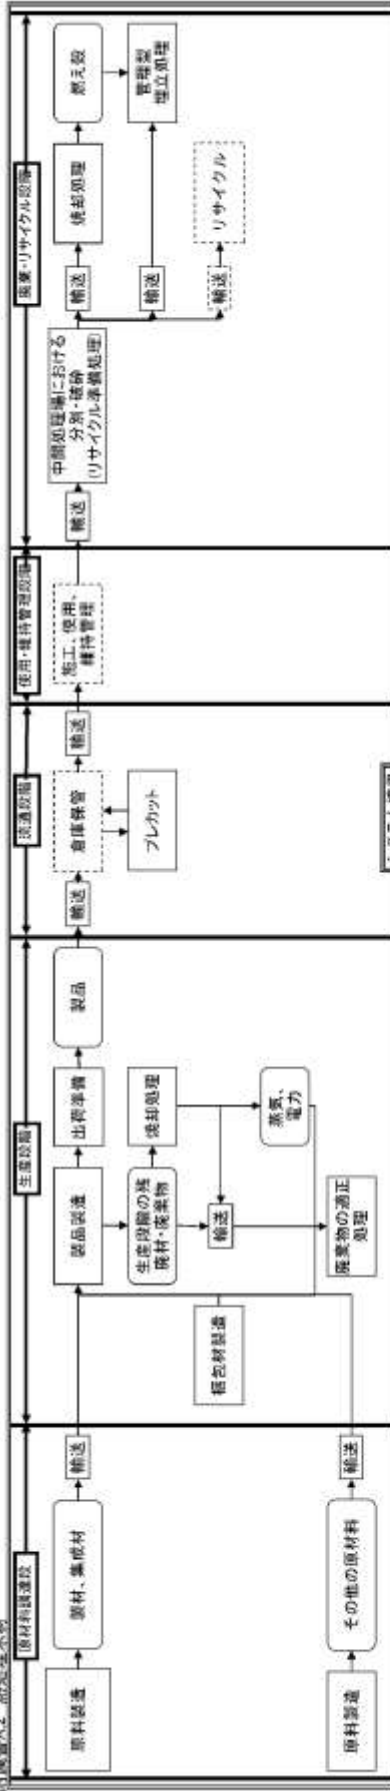 原材料調達段
生産段階
流通段階
使用・維持管理段階
廃棄・リサイクル段階
原料製造
製材、集成材
輸送
原料製造
その他の原材料
輸送
梱包材製造
製品製造
出荷準備
製品
生産段階の残
廃材・廃棄物
焼却処理
輸送
蒸気、
電力
廃棄物の適正
処理
輸送
倉庫保管
プレカット
輸送
施工、使用、
維持管理
輸送
中間処理場における
分別・破砕
(リサイクル準備処理)
輸送
焼却処理
燃え殻
輸送
管理型
埋立処理
輸送
リサイクル